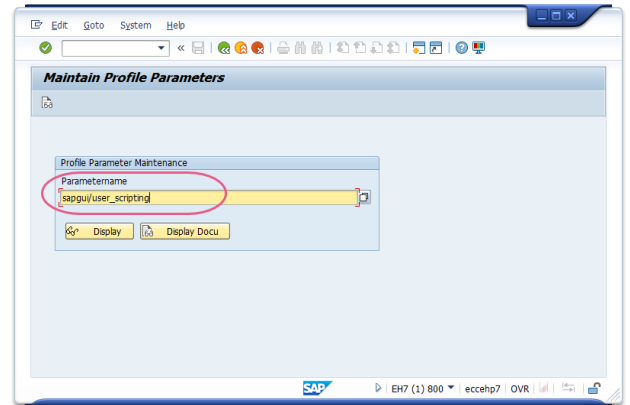 Edit Goto System Help
Maintain Profile Parameters
Profile Parameter Maintenance
Parametername
sapgui/user_scripting
Display Display Docu
SAP EH7 (1) 800 eccehp7 OVR